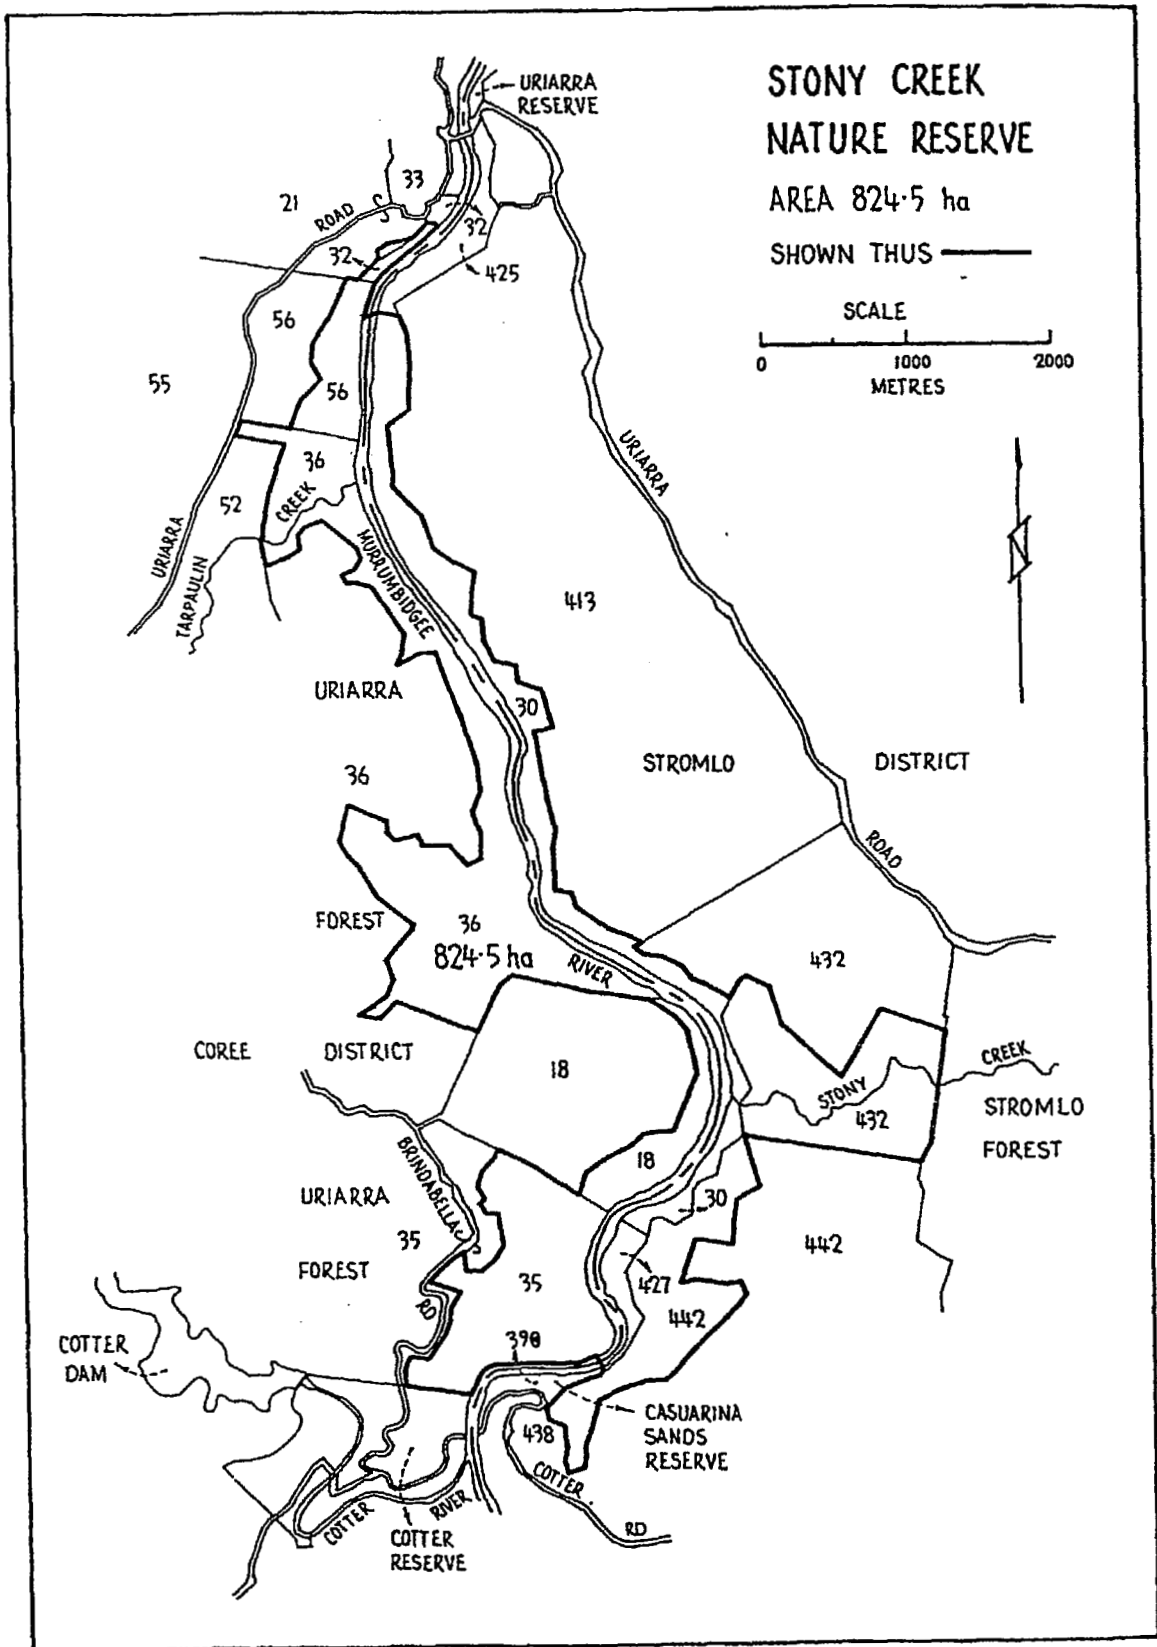 STONY CREEK
NATURE RESERVE
AREA 824·5 ha
SHOWN THUS
SCALE
0 1000 2000
METRES
URIARRA
RESERVE
33
21
ROAD
32
32
425
56
55
56
URIARRA
36
52
CREEK
URIARRA
TARPAULIN
MURRUMBIDGEE
413
URIARRA
30
STROMLO DISTRICT
36
ROAD
FOREST
36
824·5 ha
RIVER
432
COREE DISTRICT
18
CREEK
STONY
432
STROMLO
FOREST
BRINDABELLA
18
URIARRA
30
35
442
FOREST
35
427
RD
442
COTTER
DAM
398
CASUARINA
SANDS
RESERVE
438
COTTER
RD
COTTER RIVER
COTTER
RESERVE